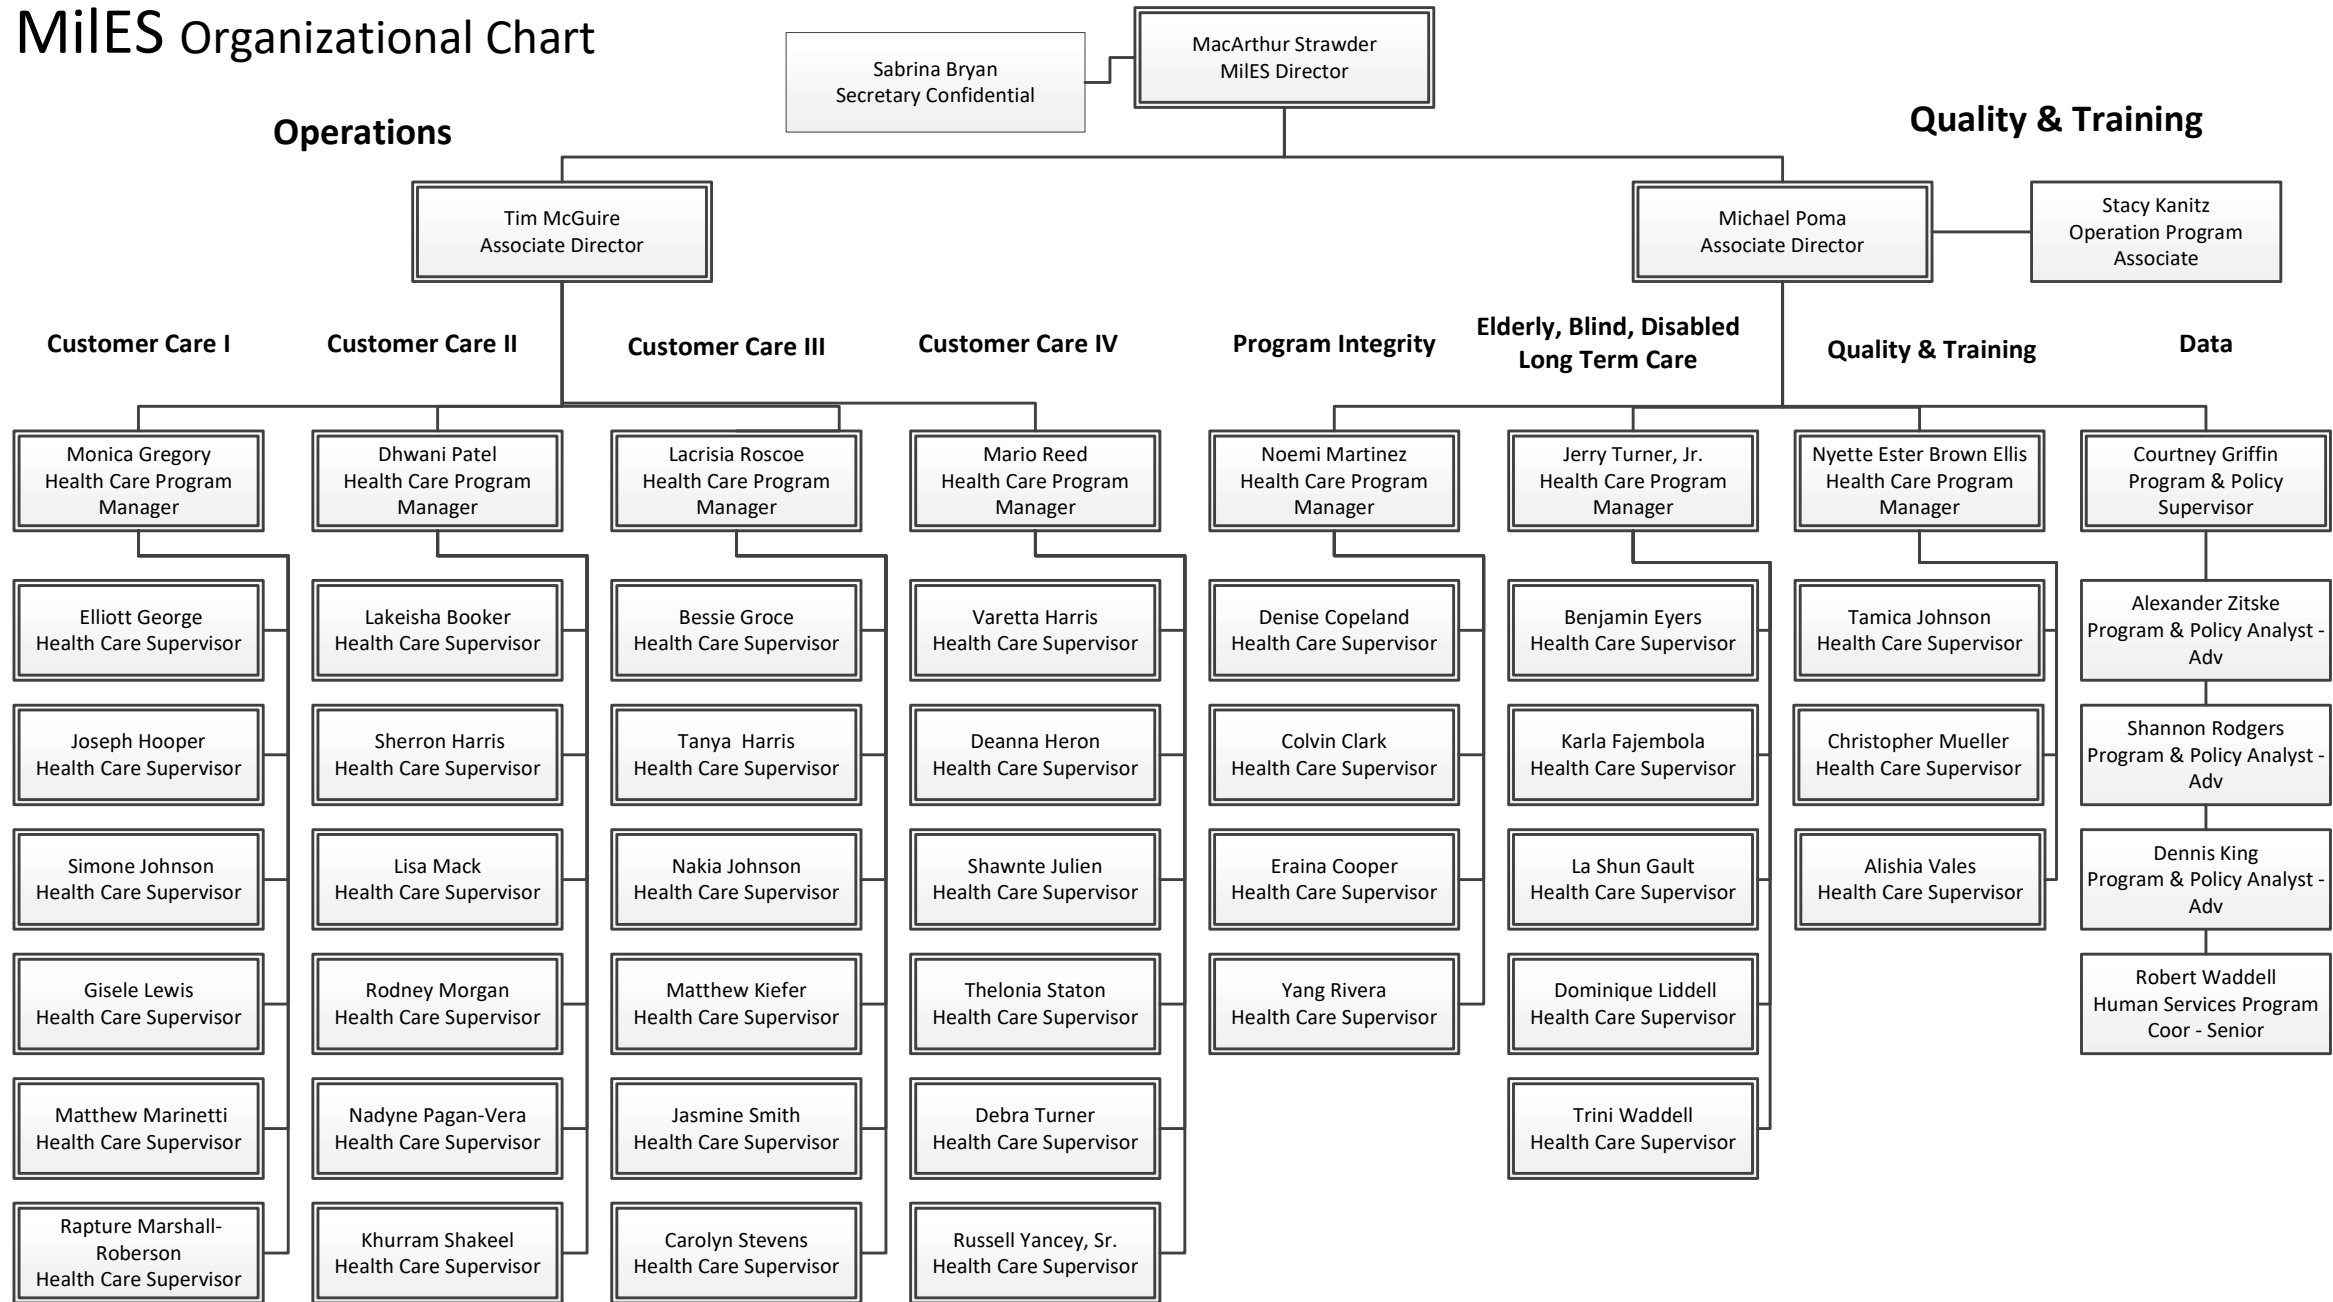 MilES Organizational Chart
Sabrina Bryan
Secretary Confidential
MacArthur Strawder
MilES Director
Operations
Quality & Training
Tim McGuire
Associate Director
Michael Poma
Associate Director
Stacy Kanitz
Operation Program
Associate
Customer Care I
Customer Care II
Customer Care III
Customer Care IV
Program Integrity
Elderly, Blind, Disabled
Long Term Care
Quality & Training
Data
Monica Gregory
Health Care Program
Manager
Dhwani Patel
Health Care Program
Manager
Lacrisia Roscoe
Health Care Program
Manager
Mario Reed
Health Care Program
Manager
Noemi Martinez
Health Care Program
Manager
Jerry Turner, Jr.
Health Care Program
Manager
Nyette Ester Brown Ellis
Health Care Program
Manager
Courtney Griffin
Program & Policy
Supervisor
Elliott George
Health Care Supervisor
Lakeisha Booker
Health Care Supervisor
Bessie Groce
Health Care Supervisor
Varetta Harris
Health Care Supervisor
Denise Copeland
Health Care Supervisor
Benjamin Eyers
Health Care Supervisor
Tamica Johnson
Health Care Supervisor
Alexander Zitske
Program & Policy Analyst -
Adv
Joseph Hooper
Health Care Supervisor
Sherron Harris
Health Care Supervisor
Tanya  Harris
Health Care Supervisor
Deanna Heron
Health Care Supervisor
Colvin Clark
Health Care Supervisor
Karla Fajembola
Health Care Supervisor
Christopher Mueller
Health Care Supervisor
Shannon Rodgers
Program & Policy Analyst -
Adv
Simone Johnson
Health Care Supervisor
Lisa Mack
Health Care Supervisor
Nakia Johnson
Health Care Supervisor
Shawnte Julien
Health Care Supervisor
Eraina Cooper
Health Care Supervisor
La Shun Gault
Health Care Supervisor
Alishia Vales
Health Care Supervisor
Dennis King
Program & Policy Analyst -
Adv
Gisele Lewis
Health Care Supervisor
Rodney Morgan
Health Care Supervisor
Matthew Kiefer
Health Care Supervisor
Thelonia Staton
Health Care Supervisor
Yang Rivera
Health Care Supervisor
Dominique Liddell
Health Care Supervisor
Robert Waddell
Human Services Program
Coor - Senior
Matthew Marinetti
Health Care Supervisor
Nadyne Pagan-Vera
Health Care Supervisor
Jasmine Smith
Health Care Supervisor
Debra Turner
Health Care Supervisor
Trini Waddell
Health Care Supervisor
Rapture Marshall-
Roberson
Health Care Supervisor
Khurram Shakeel
Health Care Supervisor
Carolyn Stevens
Health Care Supervisor
Russell Yancey, Sr.
Health Care Supervisor